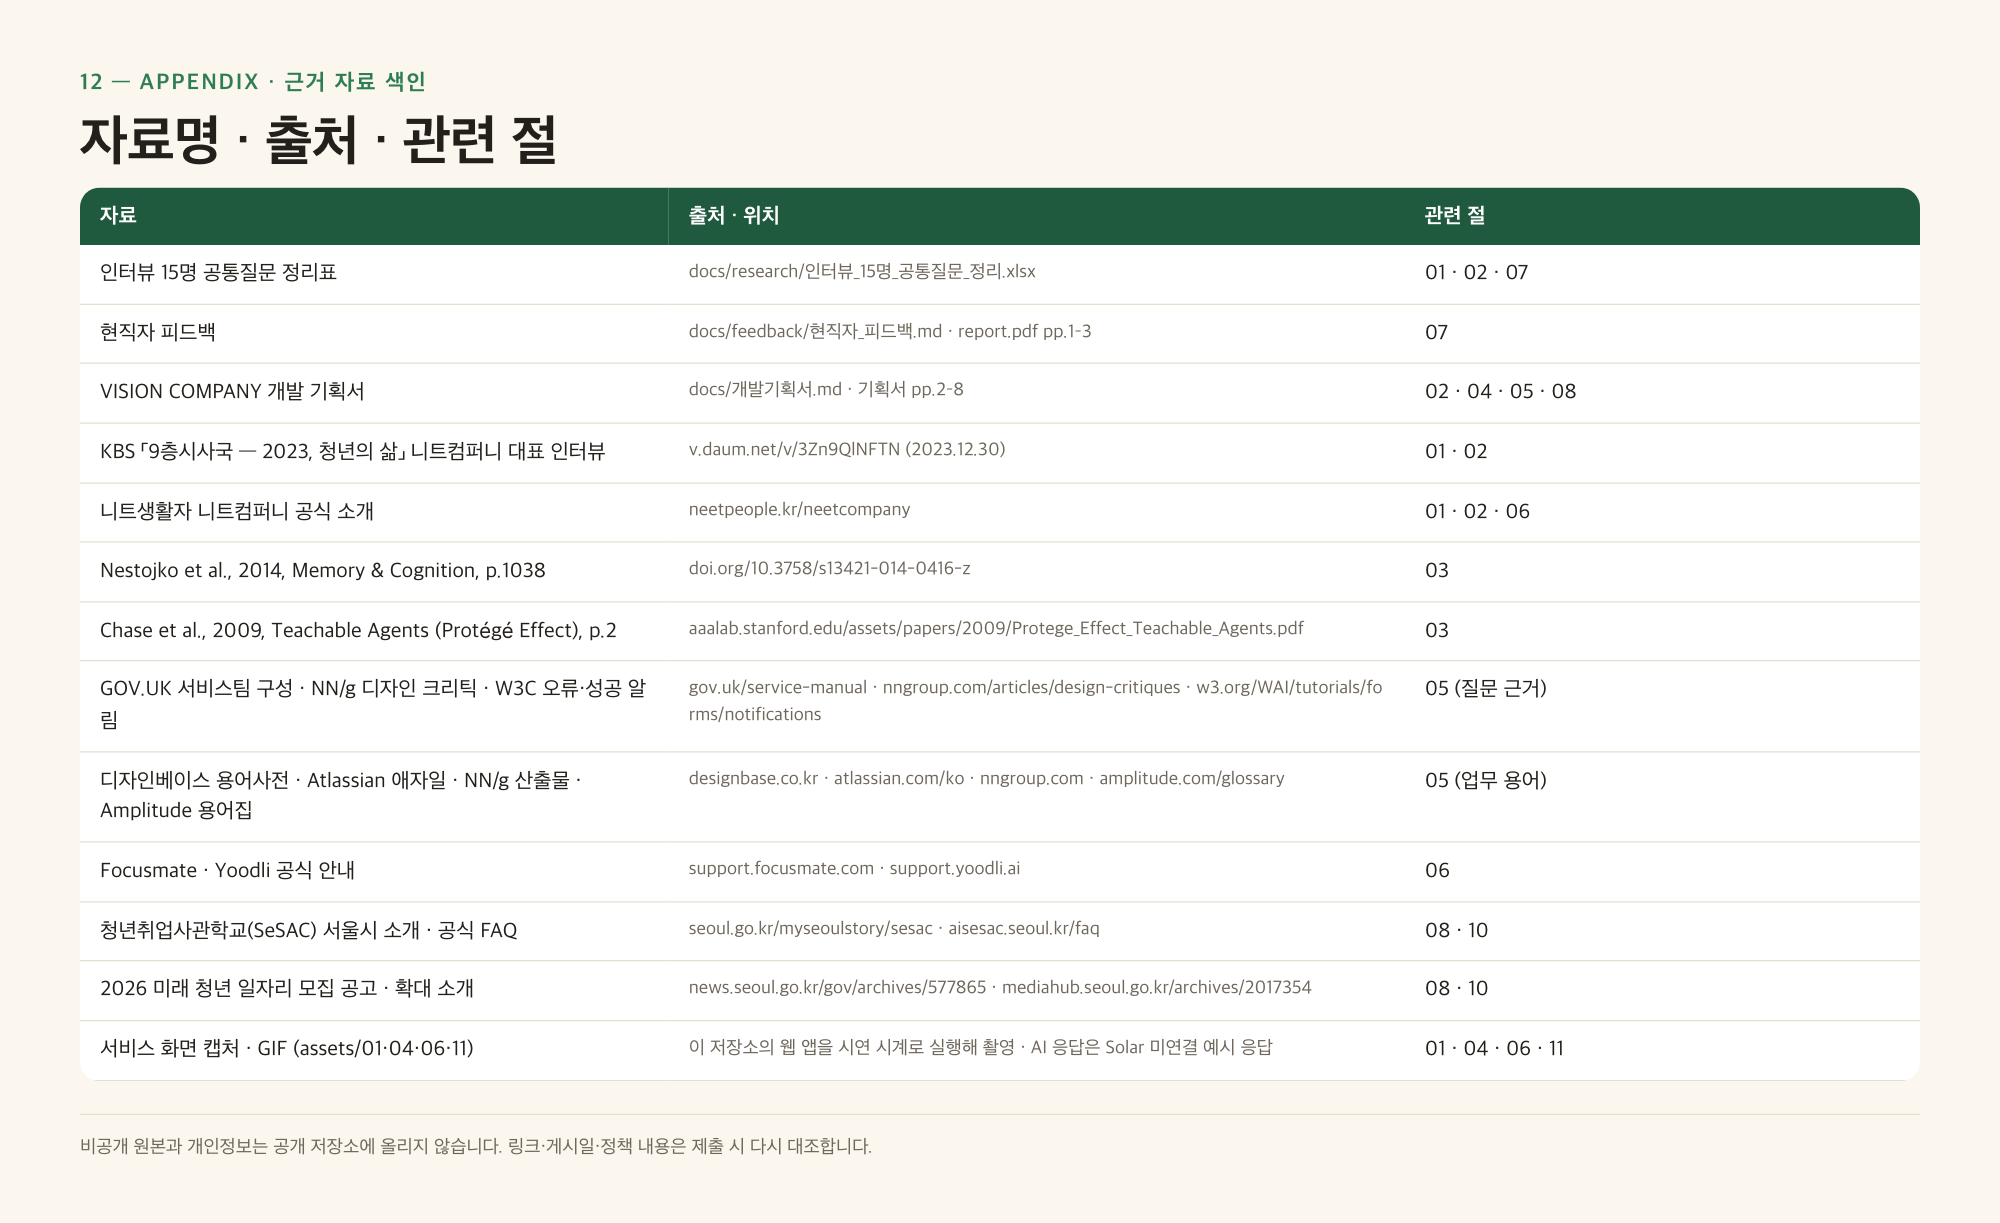 12 — APPENDIX · 근거 자료 색인
자료명 · 출처 · 관련 절
자료 출처 · 위치 관련 절
인터뷰 15명 공통질문 정리표 docs/research/인터뷰_15명_공통질문_정리.xlsx 01 · 02 · 07
현직자 피드백 docs/feedback/현직자_피드백.md · report.pdf pp.1-3 07
VISION COMPANY 개발 기획서 docs/개발기획서.md · 기획서 pp.2-8 02 · 04 · 05 · 08
KBS 「9층시사국 — 2023, 청년의 삶」 니트컴퍼니 대표 인터뷰 v.daum.net/v/3Zn9QlNFTN (2023.12.30) 01 · 02
니트생활자 니트컴퍼니 공식 소개 neetpeople.kr/neetcompany 01 · 02 · 06
Nestojko et al., 2014, Memory & Cognition, p.1038 doi.org/10.3758/s13421-014-0416-z 03
Chase et al., 2009, Teachable Agents (Protégé Effect), p.2 aaalab.stanford.edu/assets/papers/2009/Protege_Effect_Teachable_Agents.pdf 03
GOV.UK 서비스팀 구성 · NN/g 디자인 크리틱 · W3C 오류·성공 알 gov.uk/service-manual · nngroup.com/articles/design-critiques · w3.org/WAI/tutorials/fo 05 (질문 근거)
림 rms/notifications
디자인베이스 용어사전 · Atlassian 애자일 · NN/g 산출물 · designbase.co.kr · atlassian.com/ko · nngroup.com · amplitude.com/glossary 05 (업무 용어)
Amplitude 용어집
Focusmate · Yoodli 공식 안내 support.focusmate.com · support.yoodli.ai 06
청년취업사관학교(SeSAC) 서울시 소개 · 공식 FAQ seoul.go.kr/myseoulstory/sesac · aisesac.seoul.kr/faq 08 · 10
2026 미래 청년 일자리 모집 공고 · 확대 소개 news.seoul.go.kr/gov/archives/577865 · mediahub.seoul.go.kr/archives/2017354 08 · 10
서비스 화면 캡처 · GIF (assets/01·04·06·11) 이 저장소의 웹 앱을 시연 시계로 실행해 촬영 · AI 응답은 Solar 미연결 예시 응답 01 · 04 · 06 · 11
비공개 원본과 개인정보는 공개 저장소에 올리지 않습니다. 링크·게시일·정책 내용은 제출 시 다시 대조합니다.